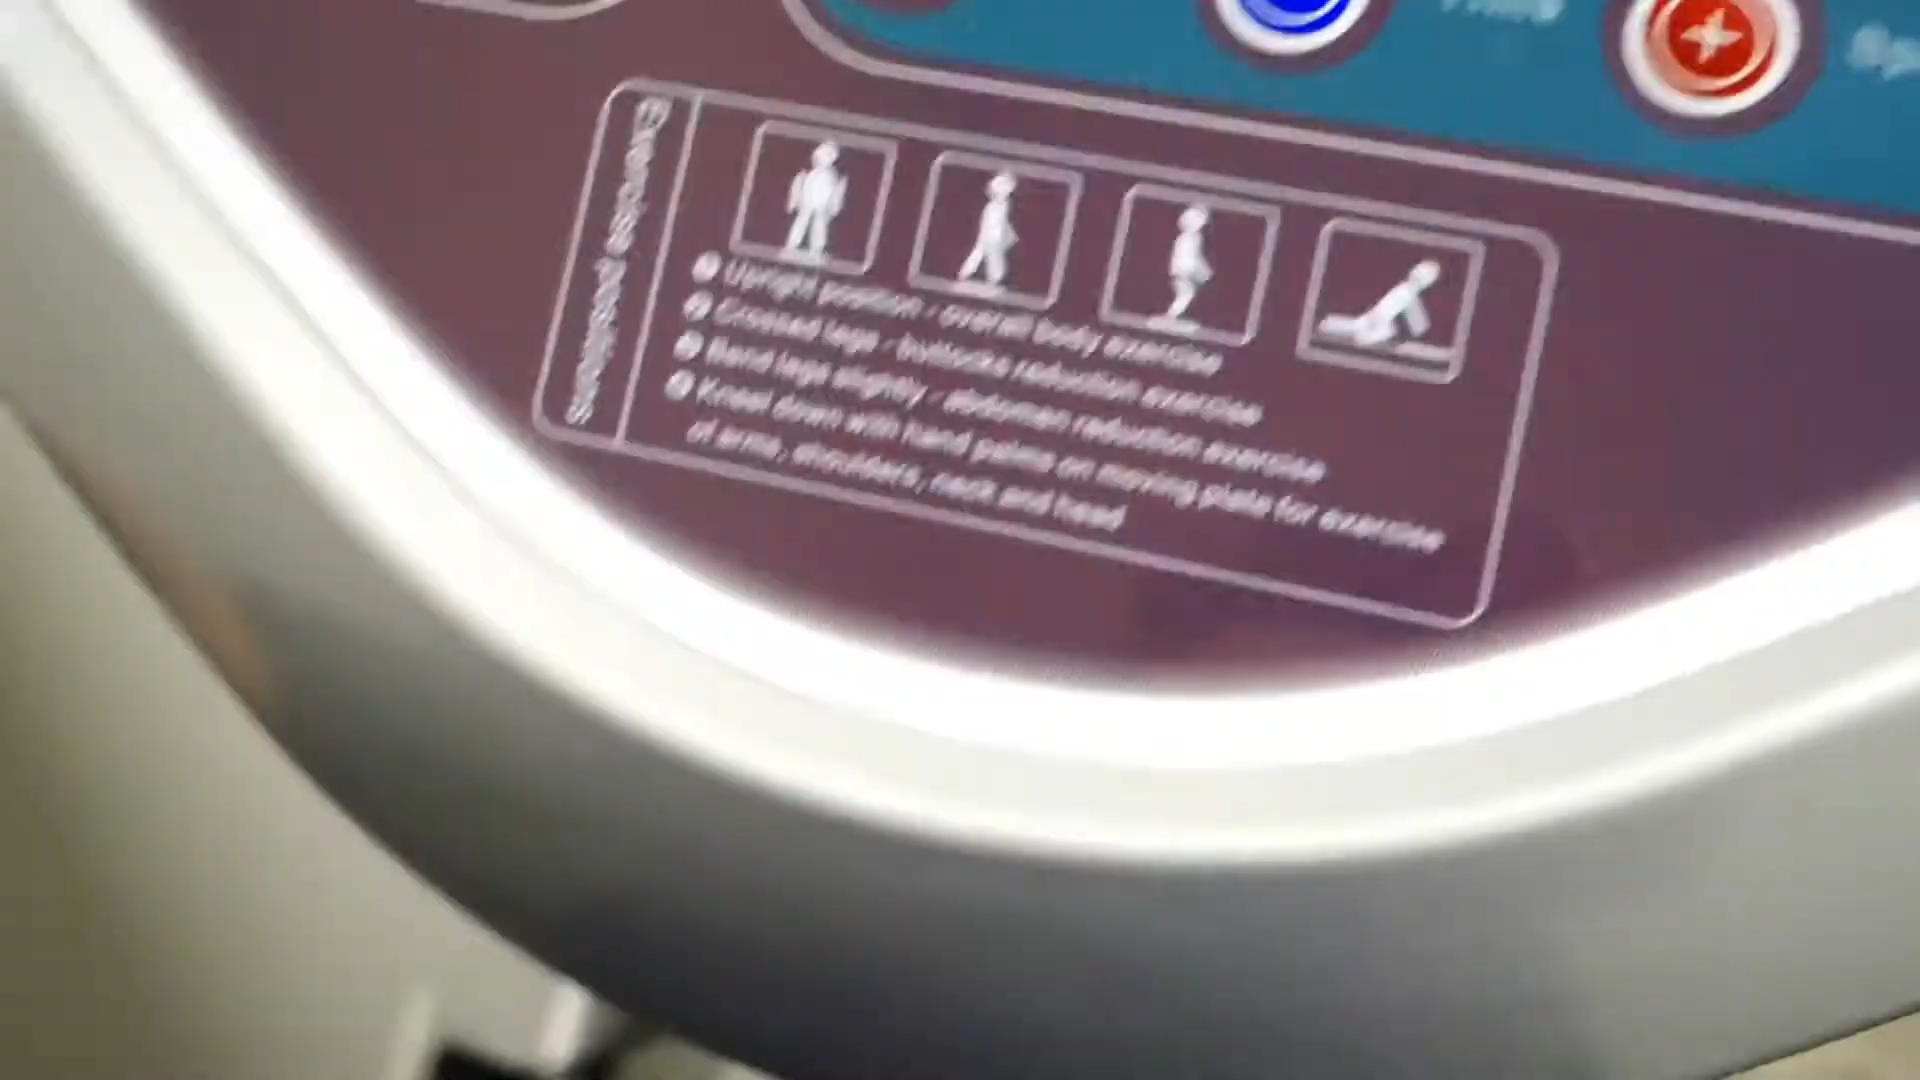 Exercise positions
Upright position - overall body exercise
Crossed legs - buttocks reduction exercise
Bend legs slightly - abdomen reduction exercise
Kneel down with hand palms on moving plate for exercise
of arms, shoulders, neck and head